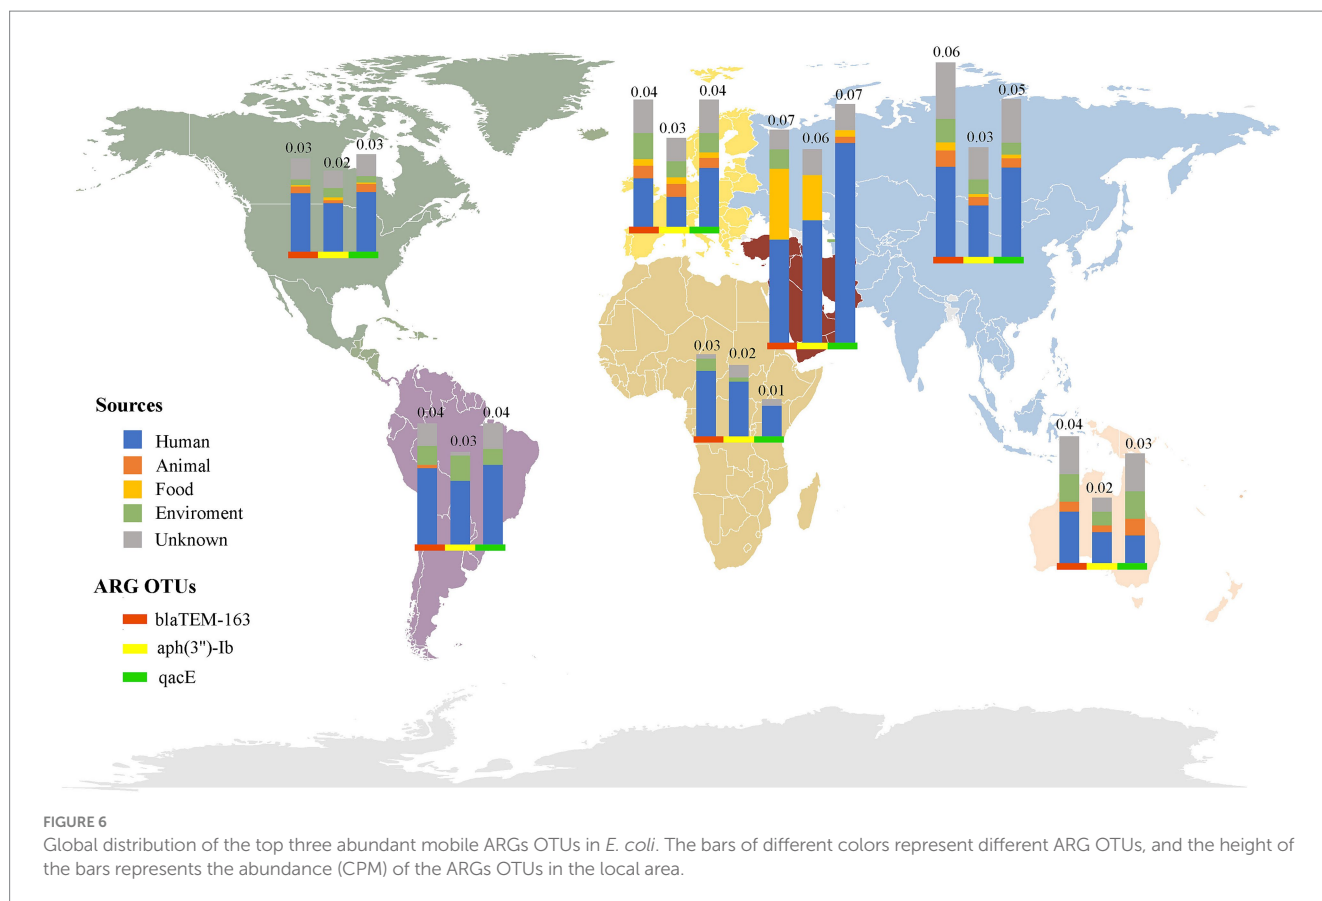 0.03
0.02
0.03
0.04
0.03
0.04
0.07
0.06
0.07
0.06
0.03
0.05
0.03
0.02
0.01
0.04
0.03
0.04
0.04
0.02
0.03
Sources
Human
Animal
Food
Enviroment
Unknown
ARG OTUs
blaTEM-163
aph(3")-Ib
qacE
FIGURE 6
Global distribution of the top three abundant mobile ARGs OTUs in E. coli. The bars of different colors represent different ARG OTUs, and the height of
the bars represents the abundance (CPM) of the ARGs OTUs in the local area.